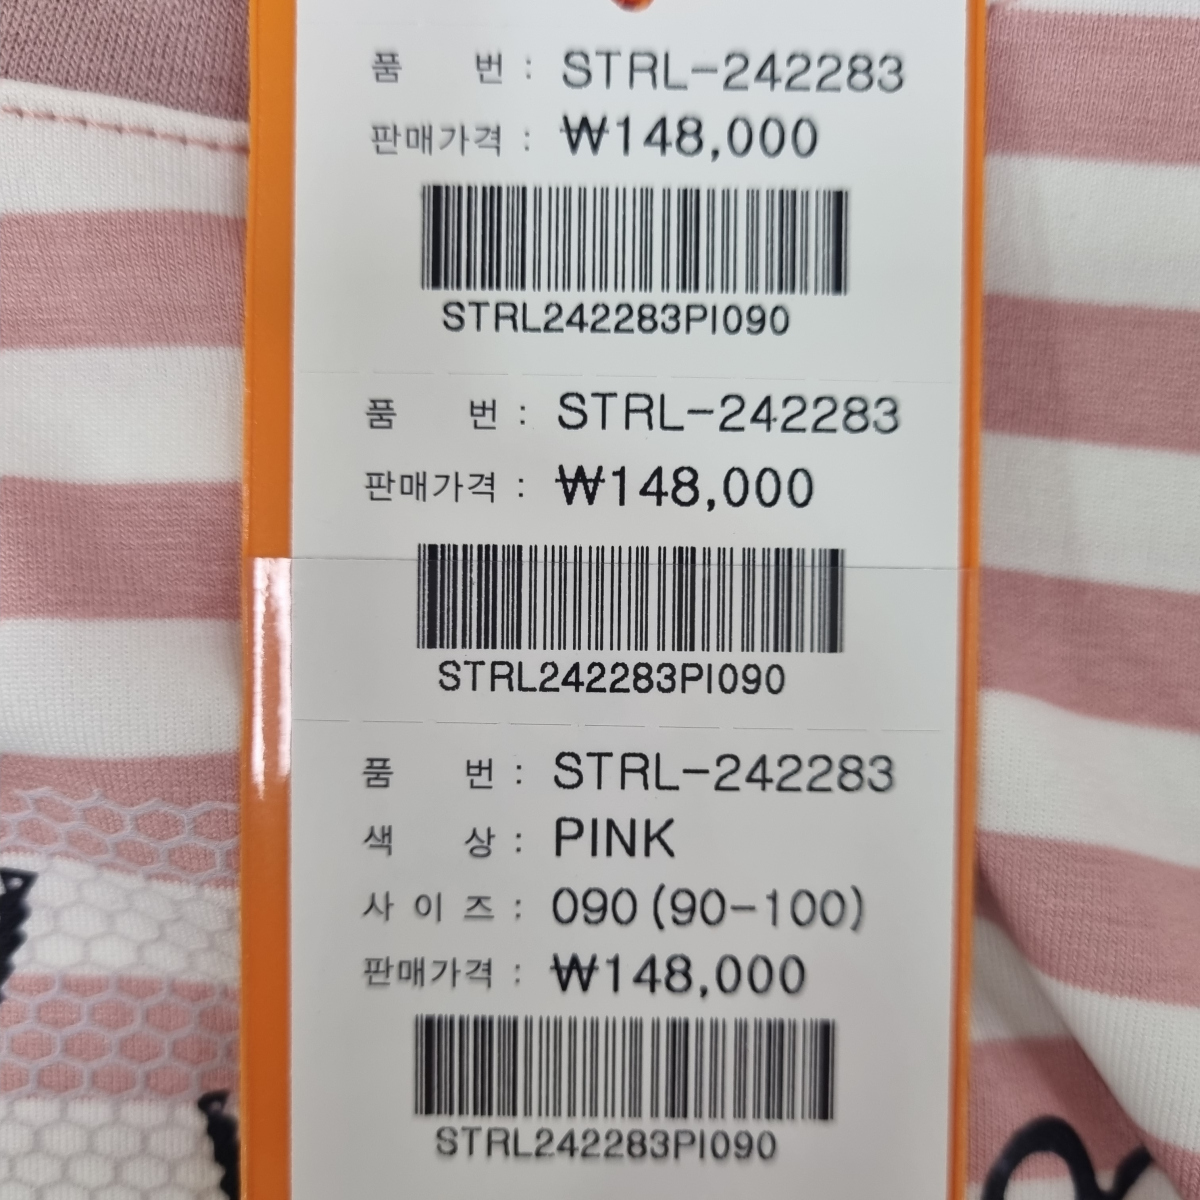 품 번 : STRL-242283
판매가격 : ₩148,000
STRL242283PI090
품 번 : STRL-242283
판매가격 : ₩148,000
STRL242283PI090
품 번 : STRL-242283
색 상 : PINK
사 이 즈 : 090 (90-100)
판매가격 : ₩148,000
STRL242283PI090